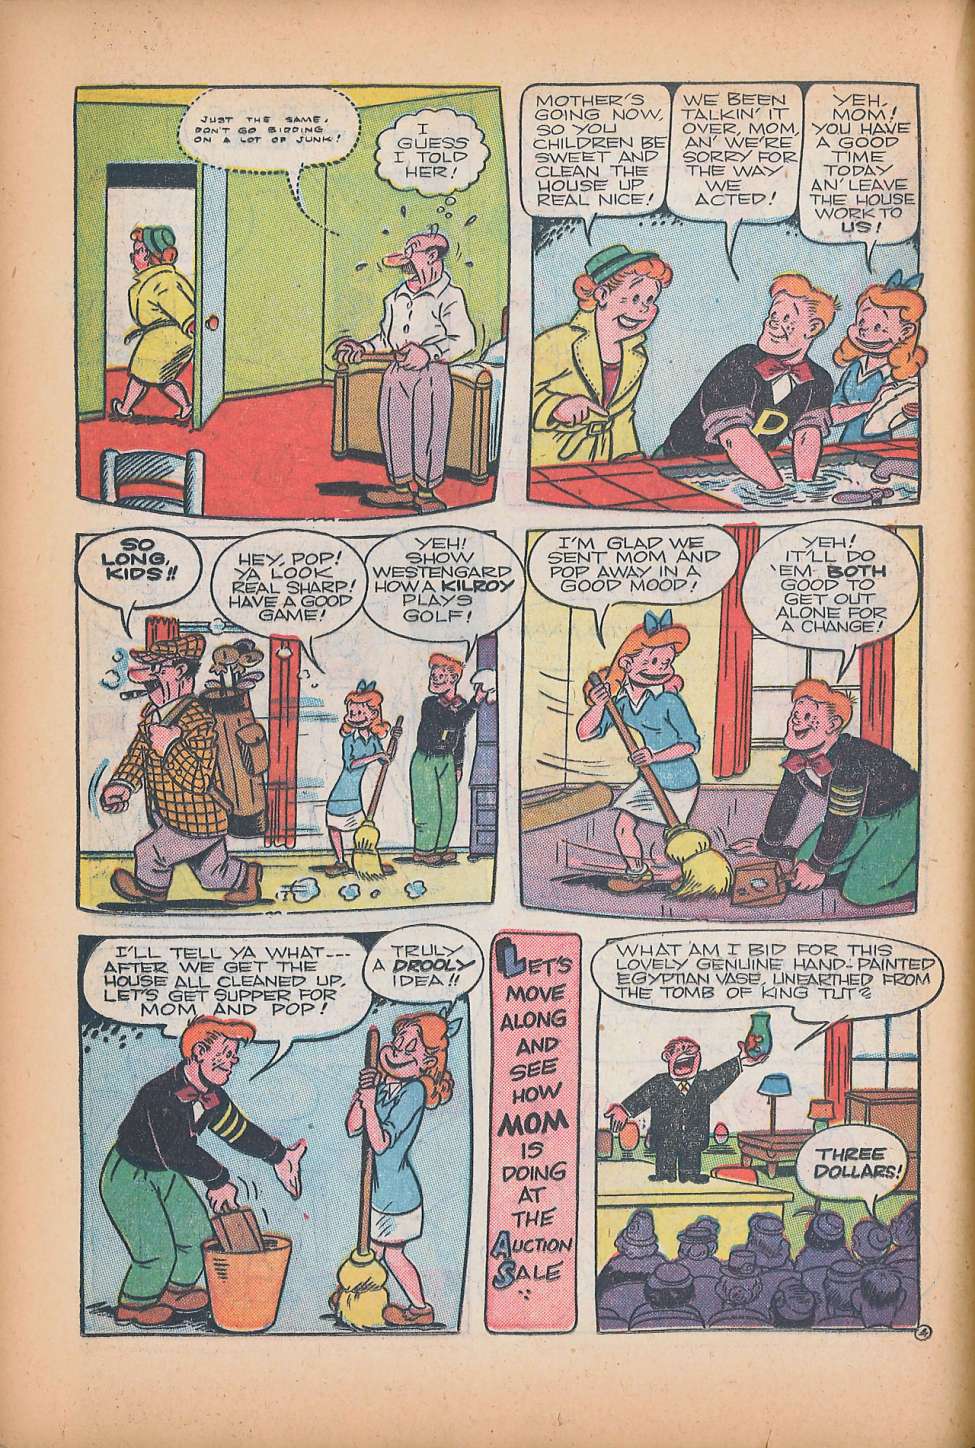 JUST THE SAME,
DON'T GO BIDDING
ON A LOT OF JUNK!
I
GUESS
I TOLD
HER!
MOTHER'S
GOING NOW,
SO YOU
CHILDREN BE
SWEET AND
CLEAN THE
HOUSE UP
REAL NICE!
WE BEEN
TALKIN' IT
OVER, MOM,
AN' WE'RE
SORRY FOR
THE WAY
WE
ACTED!
YEH,
MOM!
YOU HAVE
A GOOD
TIME
TODAY
AN' LEAVE
THE HOUSE
WORK TO
US!
D
SO
LONG,
KIDS!!
HEY, POP!
YA LOOK
REAL SHARP!
HAVE A GOOD
GAME!
YEH!
SHOW
WESTENGARD
HOW A KILROY
PLAYS
GOLF!
I'M GLAD WE
SENT MOM AND
POP AWAY IN A
GOOD MOOD!
YEH!
IT'LL DO
'EM BOTH
GOOD TO
GET OUT
ALONE FOR
A CHANGE!
I'LL TELL YA WHAT---
AFTER WE GET THE
HOUSE ALL CLEANED UP,
LET'S GET SUPPER FOR
MOM AND POP!
TRULY
A DROOLY
IDEA!!
LET'S
MOVE
ALONG
AND
SEE
HOW
MOM
IS
DOING
AT
THE
AUCTION
SALE
WHAT AM I BID FOR THIS
LOVELY GENUINE HAND-PAINTED
EGYPTIAN VASE, UNEARTHED FROM
THE TOMB OF KING TUT?
THREE
DOLLARS!
4